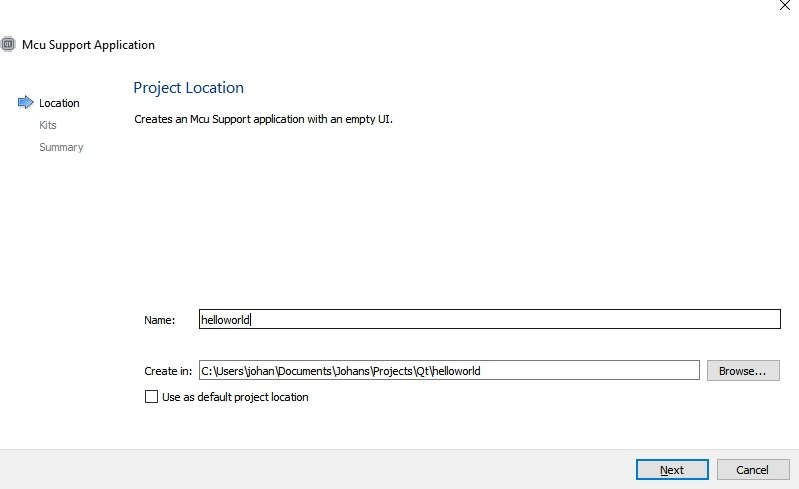 Mcu Support Application
Project Location
Location
Creates an Mcu Support application with an empty UI.
Kits
Summary
Name: helloworld
Create in: C:\Users\johan\Documents\Johans\Projects\Qt\helloworld Browse...
Use as default project location
Next Cancel